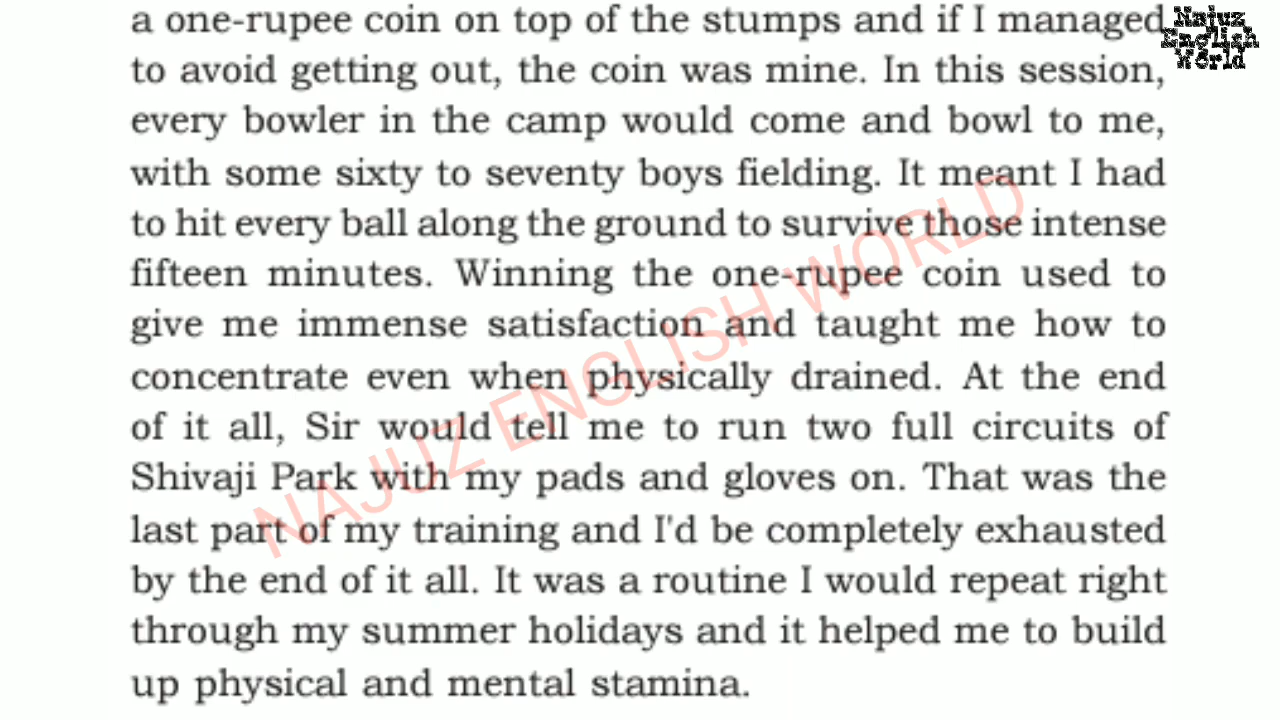 a one-rupee coin on top of the stumps and if I managed
to avoid getting out, the coin was mine. In this session,
every bowler in the camp would come and bowl to me,
with some sixty to seventy boys fielding. It meant I had
to hit every ball along the ground to survive those intense
fifteen minutes. Winning the one-rupee coin used to
give me immense satisfaction and taught me how to
concentrate even when physically drained. At the end
of it all, Sir would tell me to run two full circuits of
Shivaji Park with my pads and gloves on. That was the
last part of my training and I'd be completely exhausted
by the end of it all. It was a routine I would repeat right
through my summer holidays and it helped me to build
up physical and mental stamina.
Najuz
English
World
NAJUZ ENGLISH WORLD